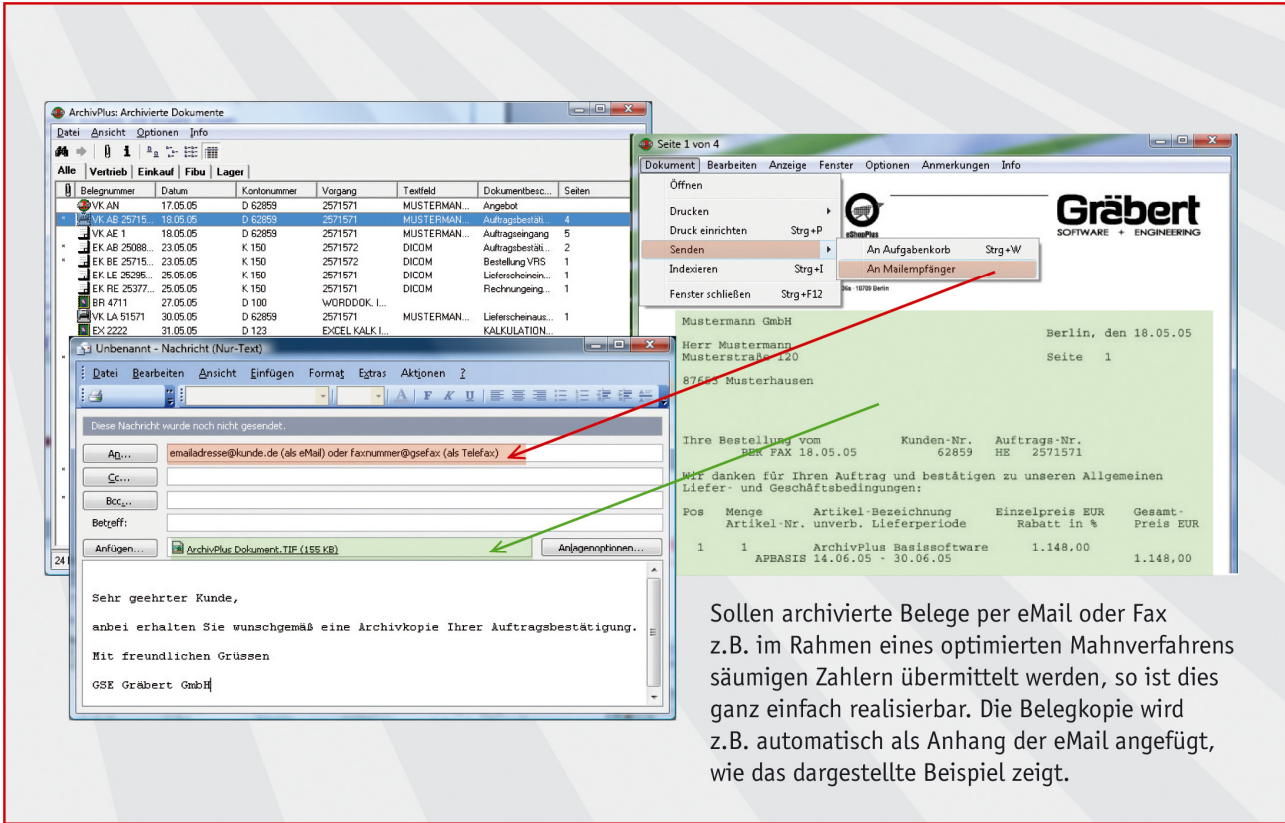 ArchivPlus: Archivierte Dokumente
Datei Ansicht Optionen Info
Alle Vertrieb Einkauf Fibu Lager
Belegnummer Datum Kontonummer Vorgang Textfeld Dokumentbesc... Seiten
VK AN 17.05.05 D 62859 2571571 MUSTERMAN... Angebot
VK AB 25715... 18.05.05 D 62859 2571571 MUSTERMAN... Auftragsbestäti... 4
VK AE 1 18.05.05 D 62859 2571571 MUSTERMAN... Auftragseingang 5
EK AB 25088... 23.05.05 K 150 2571572 DICOM Auftragsbestäti... 2
EK BE 25715... 23.05.05 K 150 2571572 DICOM Bestellung VRS 1
EK LE 25295... 25.05.05 K 150 2571571 DICOM Lieferscheinein... 1
EK RE 25377... 25.05.05 K 150 2571571 DICOM Rechnungeing... 1
BR 4711 27.05.05 D 100 WORDDOK. I...
VK LA 51571 30.05.05 D 62859 2571571 MUSTERMAN... Lieferscheinaus... 1
EX 2222 31.05.05 D 123 EXCEL KALK I... KALKULATION...
24
Unbenannt - Nachricht (Nur-Text)
Datei Bearbeiten Ansicht Einfügen Format Extras Aktionen ?
A F K U
Diese Nachricht wurde noch nicht gesendet.
An... emailadresse@kunde.de (als eMail) oder faxnummer@gsefax (als Telefax)
Cc...
Bcc...
Betreff:
Anfügen... ArchivPlus Dokument.TIF (155 KB) Anlagenoptionen...
Sehr geehrter Kunde,
anbei erhalten Sie wunschgemäß eine Archivkopie Ihrer Auftragsbestätigung.
Mit freundlichen Grüssen
GSE Gräbert GmbH
Seite 1 von 4
Dokument Bearbeiten Anzeige Fenster Optionen Anmerkungen Info
Öffnen
Drucken
Druck einrichten Strg+P
Senden
Indexieren Strg+I
Fenster schließen Strg+F12
An Aufgabenkorb Strg+W
An Mailempfänger
eShopPlus
Gräbert
SOFTWARE + ENGINEERING
10709 Berlin
Mustermann GmbH
Berlin, den 18.05.05
Herr Mustermann
Musterstraße 120
Seite 1
87653 Musterhausen
Ihre Bestellung vom Kunden-Nr. Auftrags-Nr.
PER FAX 18.05.05 62859 HE 2571571
Wir danken für Ihren Auftrag und bestätigen zu unseren Allgemeinen
Liefer- und Geschäftsbedingungen:
Pos Menge Artikel-Bezeichnung Einzelpreis EUR Gesamt-
Artikel-Nr. unverb. Lieferperiode Rabatt in % Preis EUR
1 1 ArchivPlus Basissoftware 1.148,00
APBASIS 14.06.05 - 30.06.05 1.148,00
Sollen archivierte Belege per eMail oder Fax
z.B. im Rahmen eines optimierten Mahnverfahrens
säumigen Zahlern übermittelt werden, so ist dies
ganz einfach realisierbar. Die Belegkopie wird
z.B. automatisch als Anhang der eMail angefügt,
wie das dargestellte Beispiel zeigt.